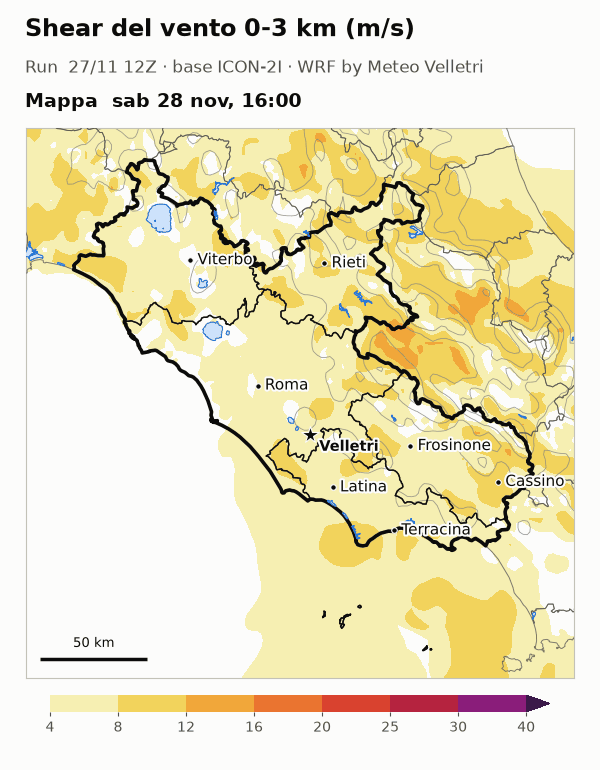 Shear del vento 0-3 km (m/s)
Run  27/11 12Z · base ICON-2I · WRF by Meteo Velletri
Mappa  sab 28 nov, 16:00
Viterbo
Rieti
Roma
Velletri
Frosinone
Cassino
Latina
Terracina
50 km
4 8 12 16 20 25 30 40